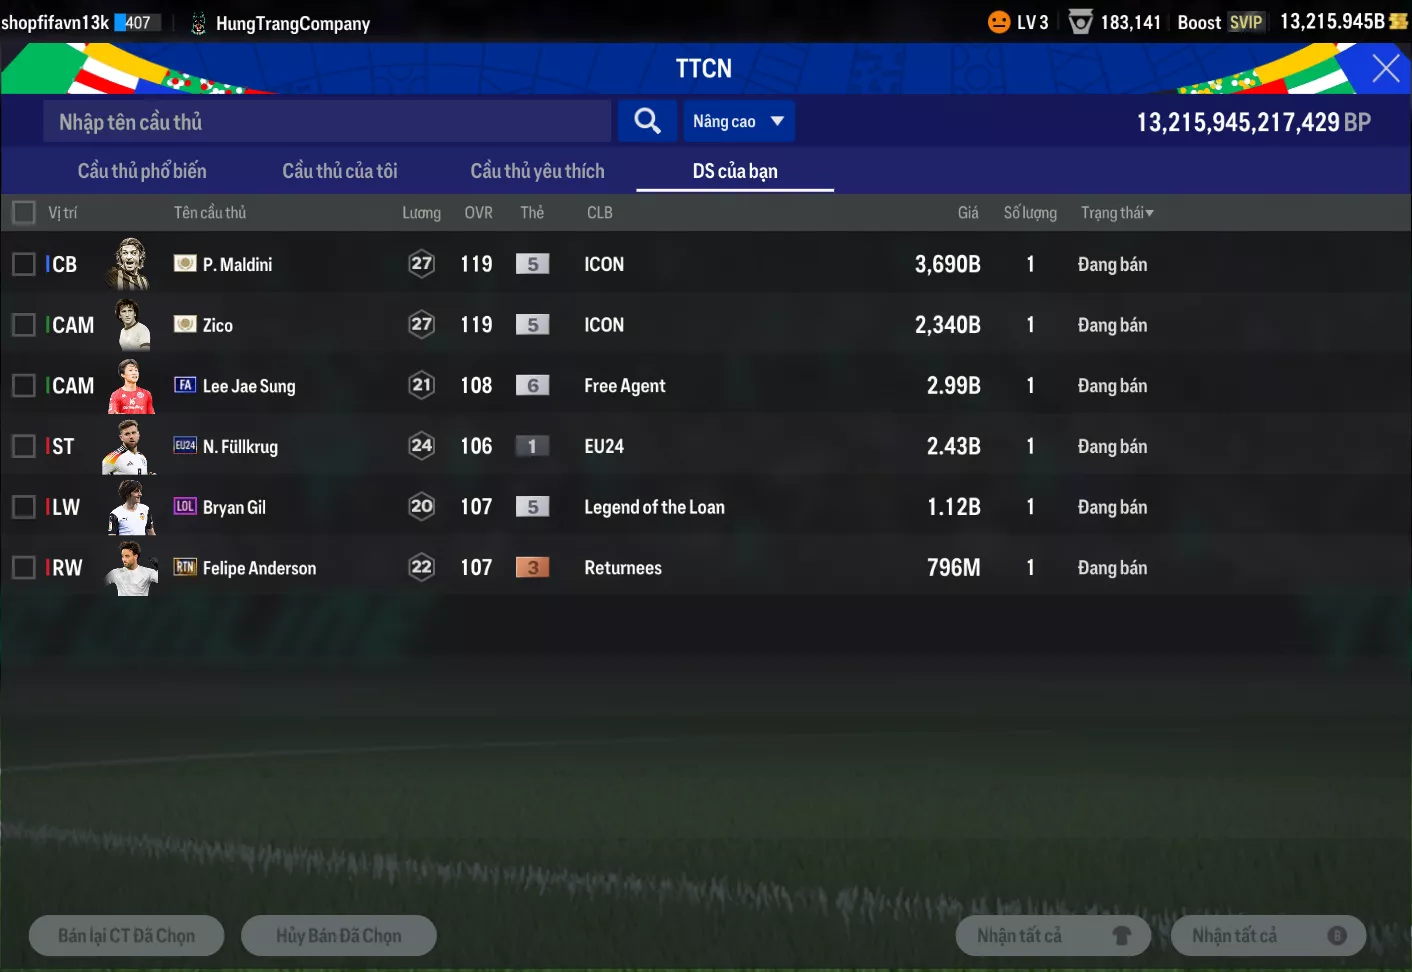 shopfifavn13k 407 HungTrangCompany LV 3 183,141 Boost SVIP 13,215.945B
TTCN
Nhập tên cầu thủ Nâng cao 13,215,945,217,429 BP
Cầu thủ phổ biến Cầu thủ của tôi Cầu thủ yêu thích DS của bạn
Vị trí Tên cầu thủ Lương OVR Thẻ CLB Giá Số lượng Trạng thái
CB P. Maldini 27 119 5 ICON 3,690B 1 Đang bán
CAM Zico 27 119 5 ICON 2,340B 1 Đang bán
CAM FA Lee Jae Sung 21 108 6 Free Agent 2.99B 1 Đang bán
ST EU24 N. Füllkrug 24 106 1 EU24 2.43B 1 Đang bán
LW LOL Bryan Gil 20 107 5 Legend of the Loan 1.12B 1 Đang bán
RW RTN Felipe Anderson 22 107 3 Returnees 796M 1 Đang bán
Bán lại CT Đã Chọn Hủy Bán Đã Chọn Nhận tất cả Nhận tất cả